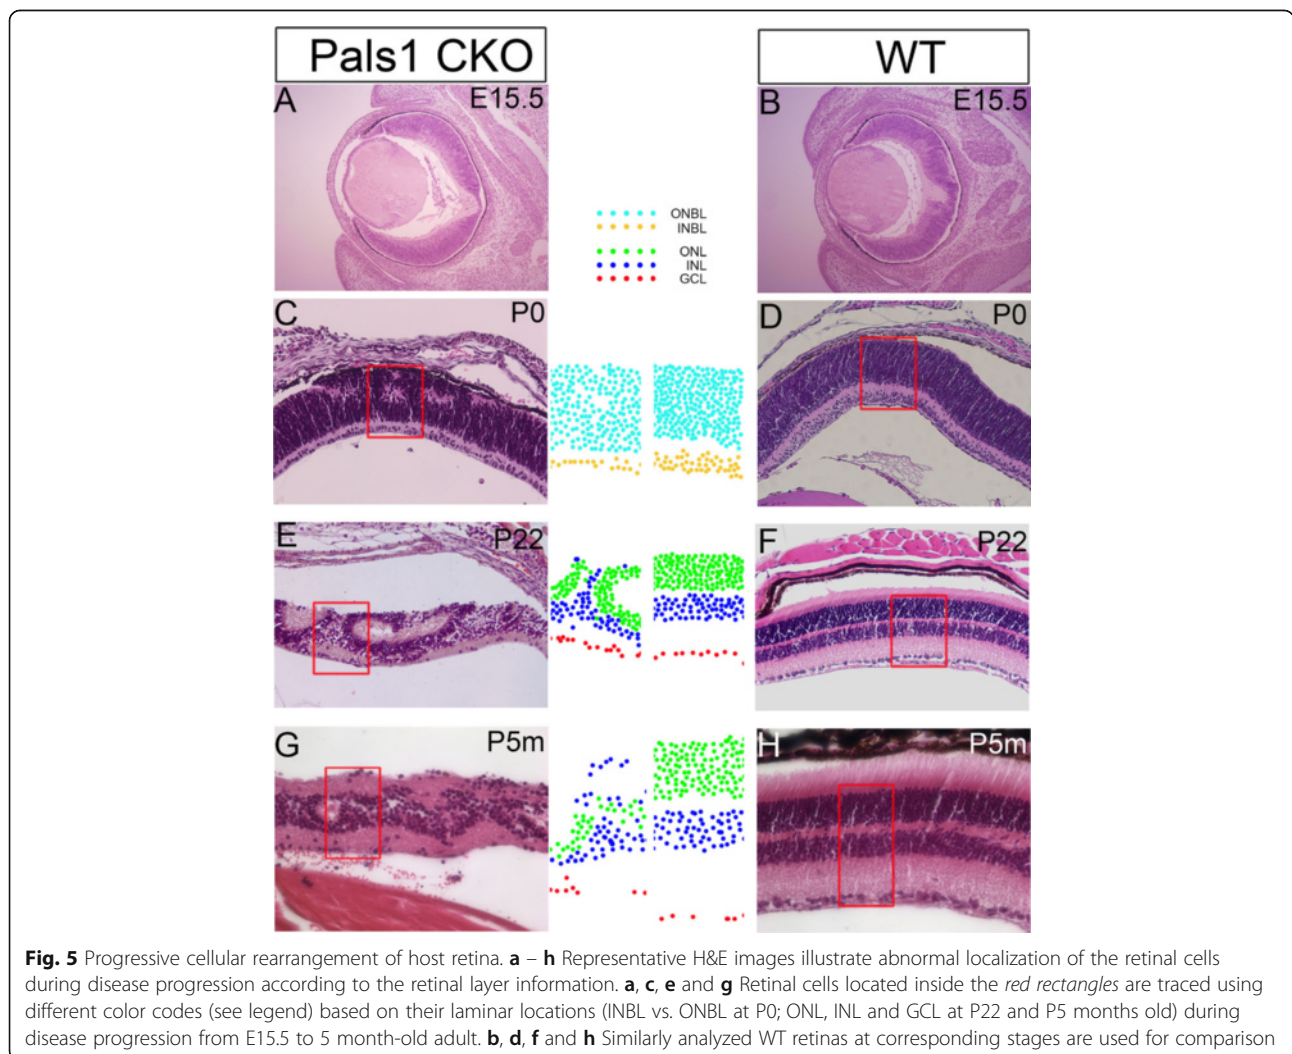 Pals1 CKO
WT
A
E15.5
B
E15.5
ONBL
INBL
ONL
INL
GCL
C
P0
D
P0
E
P22
F
P22
G
P5m
H
P5m
Fig. 5 Progressive cellular rearrangement of host retina. a – h Representative H&E images illustrate abnormal localization of the retinal cells
during disease progression according to the retinal layer information. a, c, e and g Retinal cells located inside the red rectangles are traced using
different color codes (see legend) based on their laminar locations (INBL vs. ONBL at P0; ONL, INL and GCL at P22 and P5 months old) during
disease progression from E15.5 to 5 month-old adult. b, d, f and h Similarly analyzed WT retinas at corresponding stages are used for comparison